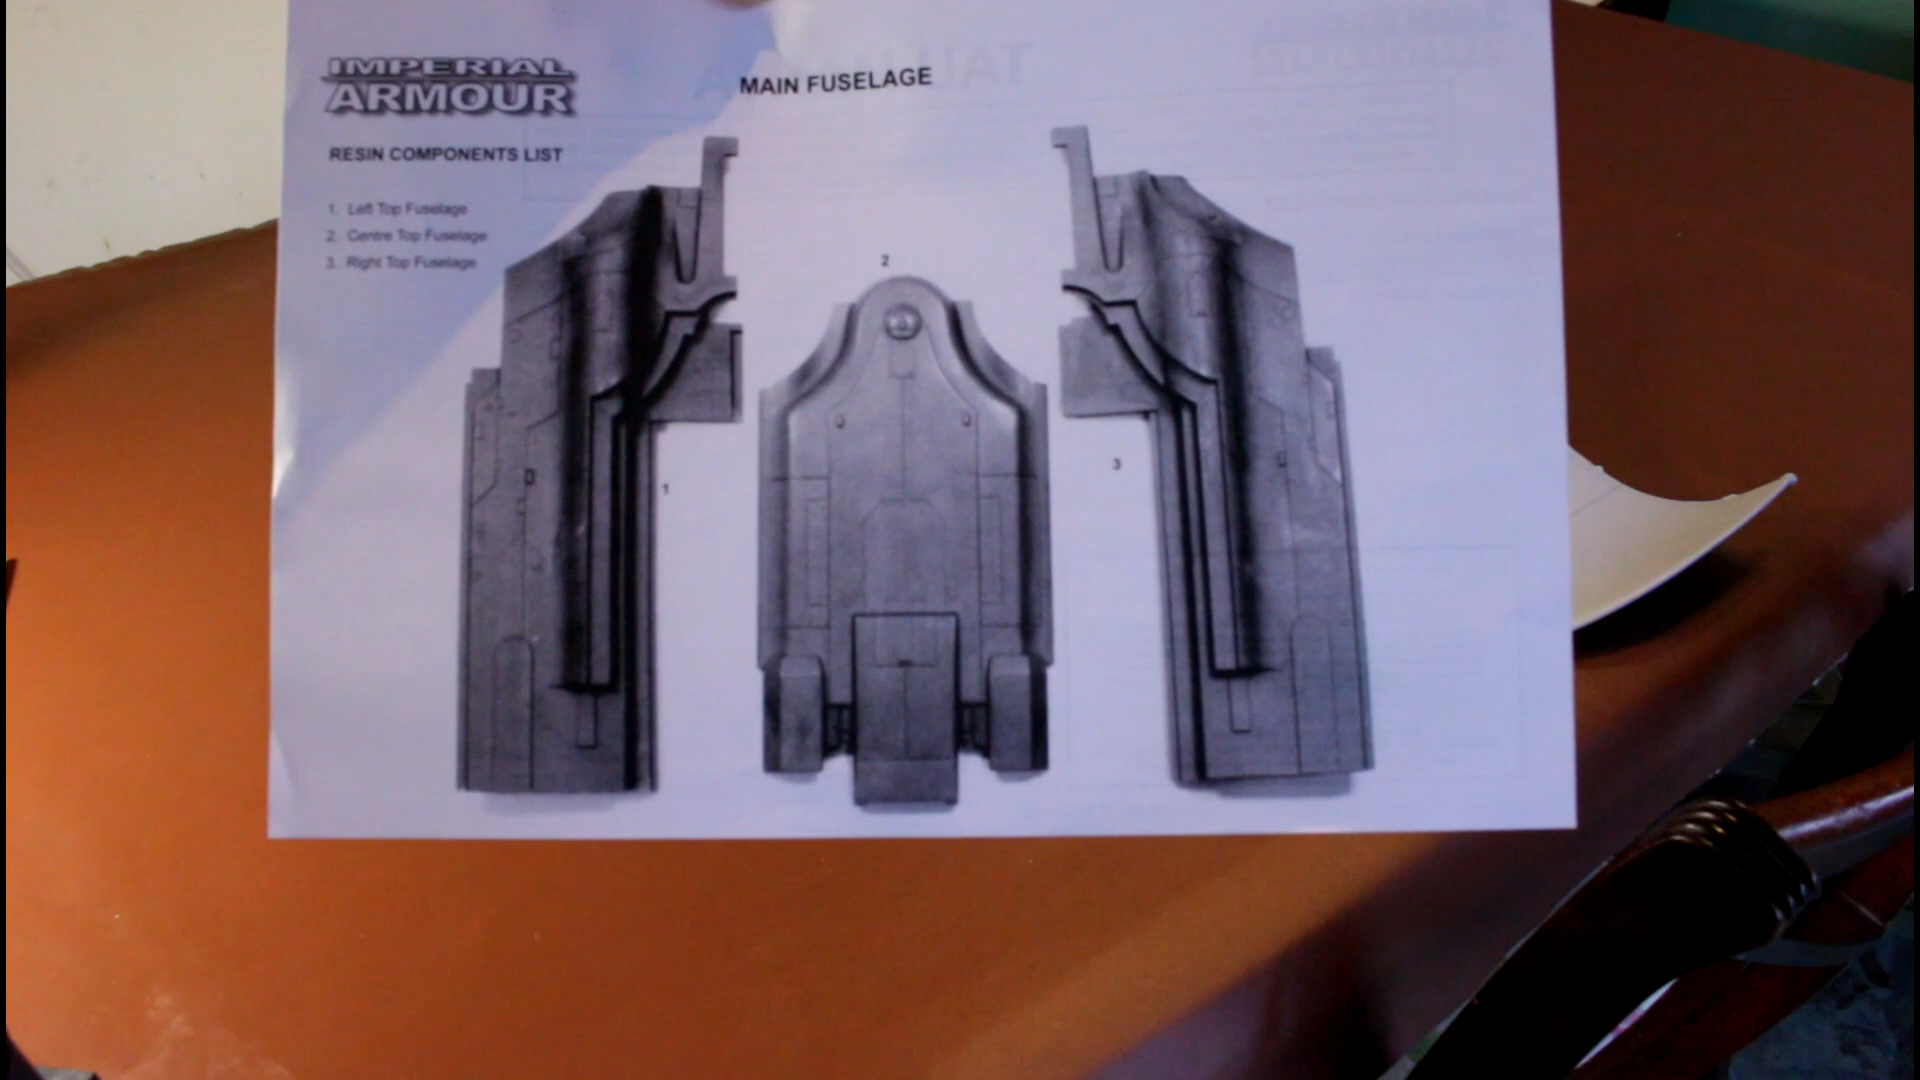 IMPERIAL
ARMOUR
MAIN FUSELAGE
RESIN COMPONENTS LIST
1. Left Top Fuselage
2. Centre Top Fuselage
3. Right Top Fuselage
2
3
1